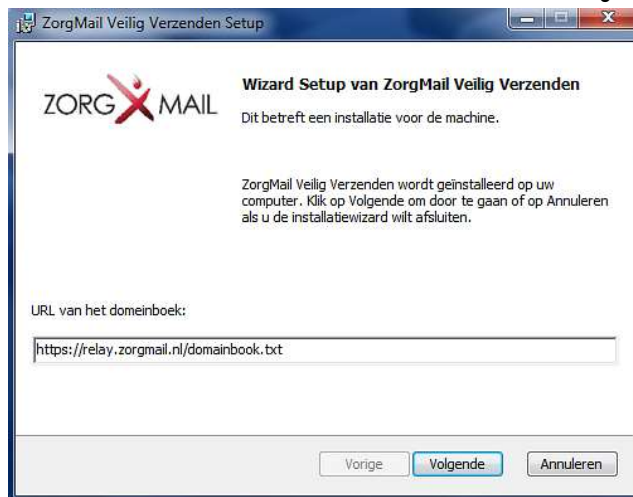 ZorgMail Veilig Verzenden Setup
ZORG MAIL
Wizard Setup van ZorgMail Veilig Verzenden
Dit betreft een installatie voor de machine.
ZorgMail Veilig Verzenden wordt geïnstalleerd op uw
computer. Klik op Volgende om door te gaan of op Annuleren
als u de installatiewizard wilt afsluiten.
URL van het domeinboek:
https://relay.zorgmail.nl/domainbook.txt
Vorige Volgende Annuleren